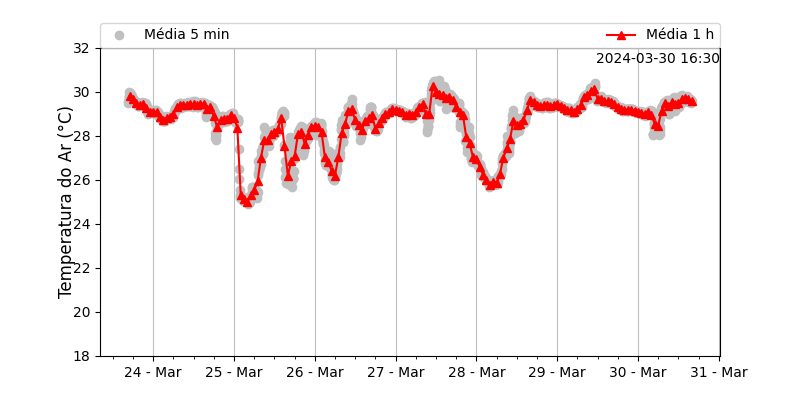 Média 5 min
Média 1 h
2024-03-30 16:30
Temperatura do Ar (°C)
32
30
28
26
24
22
20
18
24 - Mar
25 - Mar
26 - Mar
27 - Mar
28 - Mar
29 - Mar
30 - Mar
31 - Mar